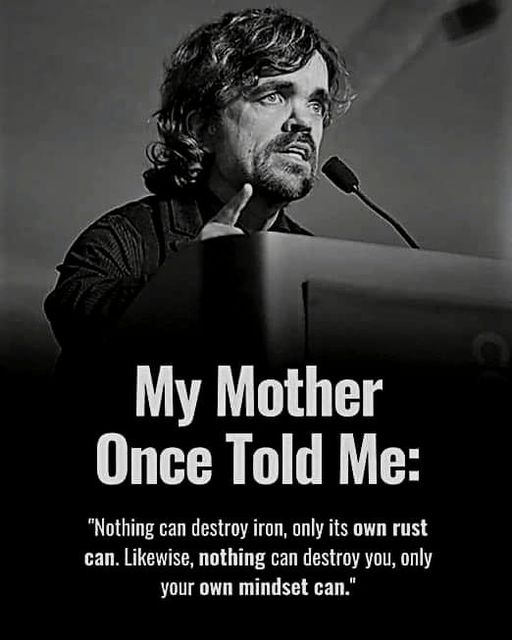 My Mother
Once Told Me:
"Nothing can destroy iron, only its own rust
can. Likewise, nothing can destroy you, only
your own mindset can."